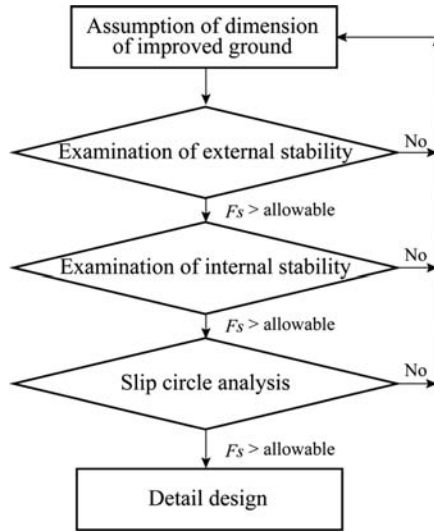 Assumption of dimension
of improved ground
Examination of external stability
No
Fs > allowable
Examination of internal stability
No
Fs > allowable
Slip circle analysis
No
Fs > allowable
Detail design